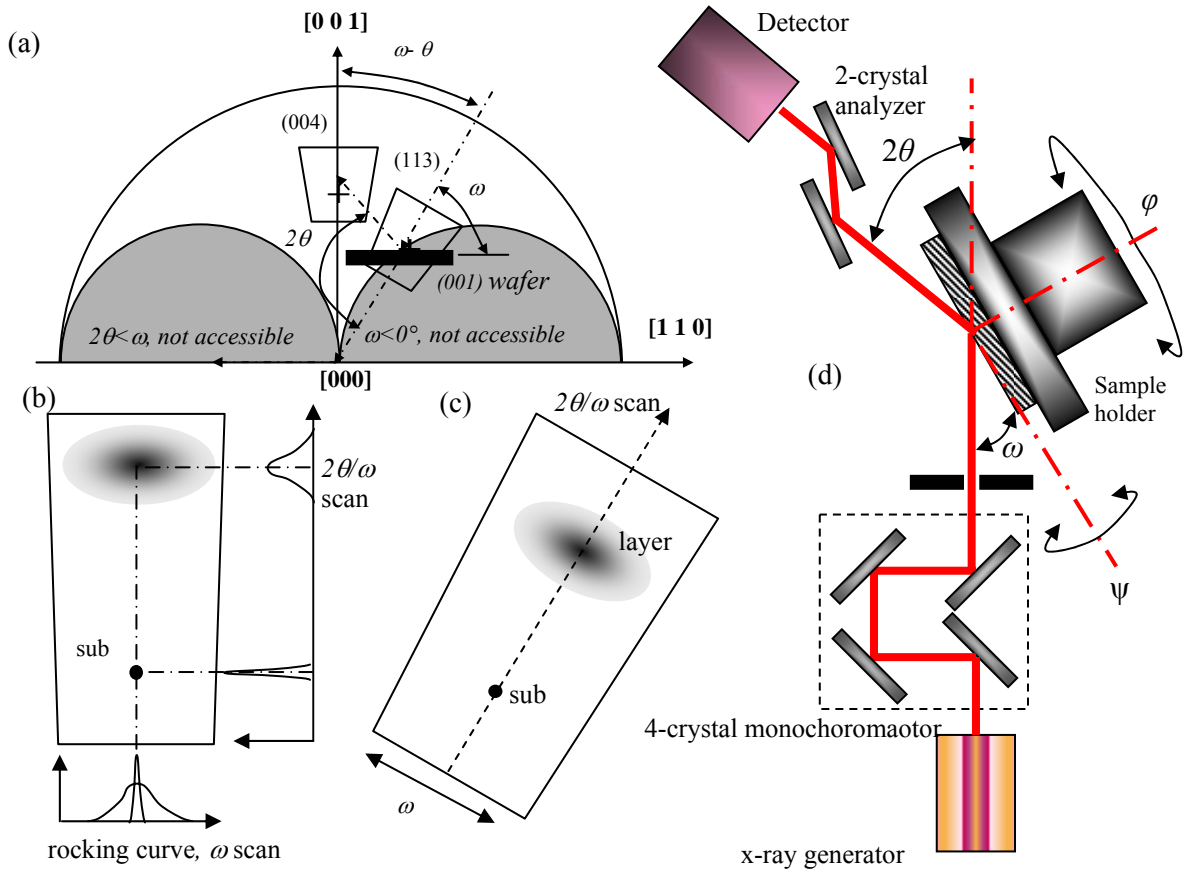 (a)
[0 0 1]
ω- θ
(004)
(113)
ω
2θ
(001) wafer
2θ<ω, not accessible
ω<0°, not accessible
[1 1 0]
[000]
(b)
2θ/ω
scan
sub
rocking curve, ω scan
(c)
2θ/ω scan
layer
sub
ω
(d)
Detector
2-crystal
analyzer
2θ
φ
Sample
holder
ω
ψ
4-crystal monochoromaotor
x-ray generator